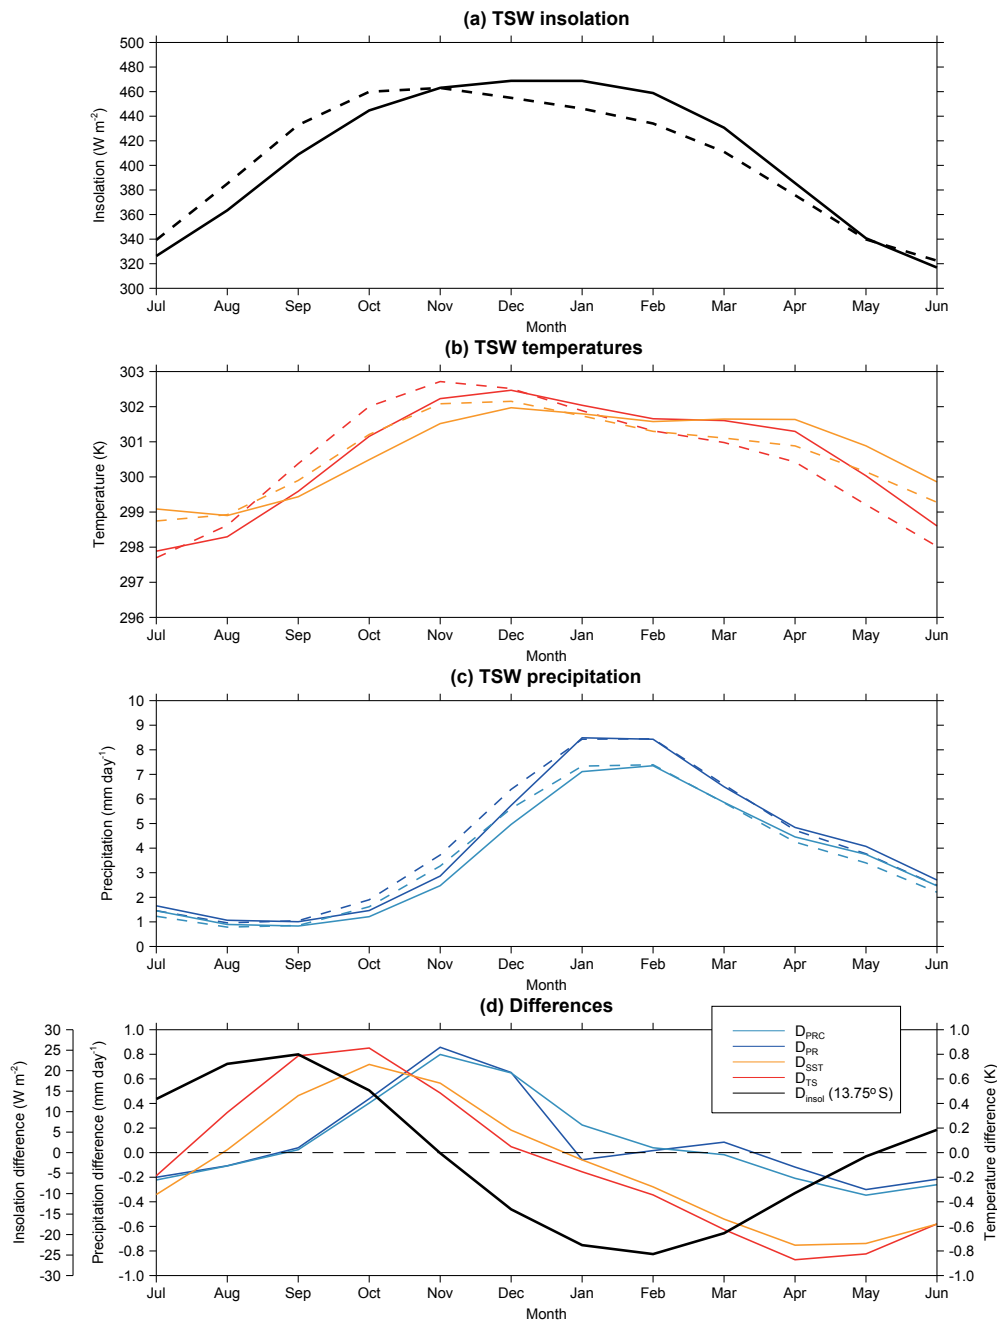 (a) TSW insolation
500
480
460
440
420
400
380
360
340
320
300
Insolation (W m-2)
Jul Aug Sep Oct Nov Dec Jan Feb Mar Apr May Jun
Month
(b) TSW temperatures
303
302
301
300
299
298
297
296
Temperature (K)
Jul Aug Sep Oct Nov Dec Jan Feb Mar Apr May Jun
Month
(c) TSW precipitation
10
9
8
7
6
5
4
3
2
1
0
Precipitation (mm day-1)
Jul Aug Sep Oct Nov Dec Jan Feb Mar Apr May Jun
Month
(d) Differences
30
25
20
15
10
5
0
-5
-10
-15
-20
-25
-30
Insolation difference (W m-2)
1.0
0.8
0.6
0.4
0.2
0.0
-0.2
-0.4
-0.6
-0.8
-1.0
Precipitation difference (mm day-1)
DPRC
DPR
DSST
DTS
Dinsol (13.75º S)
1.0
0.8
0.6
0.4
0.2
0.0
-0.2
-0.4
-0.6
-0.8
-1.0
Temperature difference (K)
Jul Aug Sep Oct Nov Dec Jan Feb Mar Apr May Jun
Month